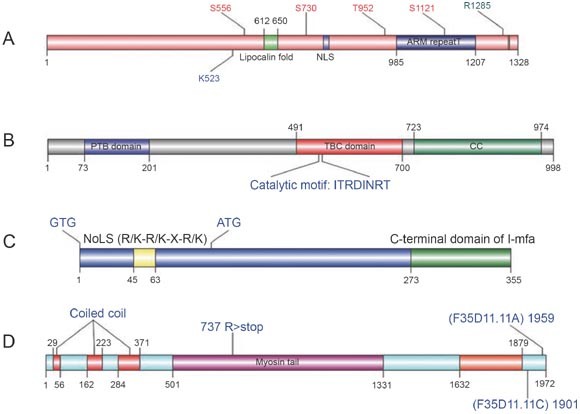 A
S556
S730
T952
S1121
R1285
612 650
ARM repeatT
Lipocalin fold
NLS
1
985
1207
1328
K523
B
491
723
974
PTB domain
TBC domain
CC
1
73
201
700
998
Catalytic motif: ITRDINRT
C
GTG
ATG
NoLS (R/K-R/K-X-R/K)
C-terminal domain of I-mfa
1
45
63
273
355
D
Coiled coil
737 R>stop
(F35D11.11A) 1959
29
223
371
1879
Myosin tail
1
56
162
284
501
1331
1632
1972
(F35D11.11C) 1901